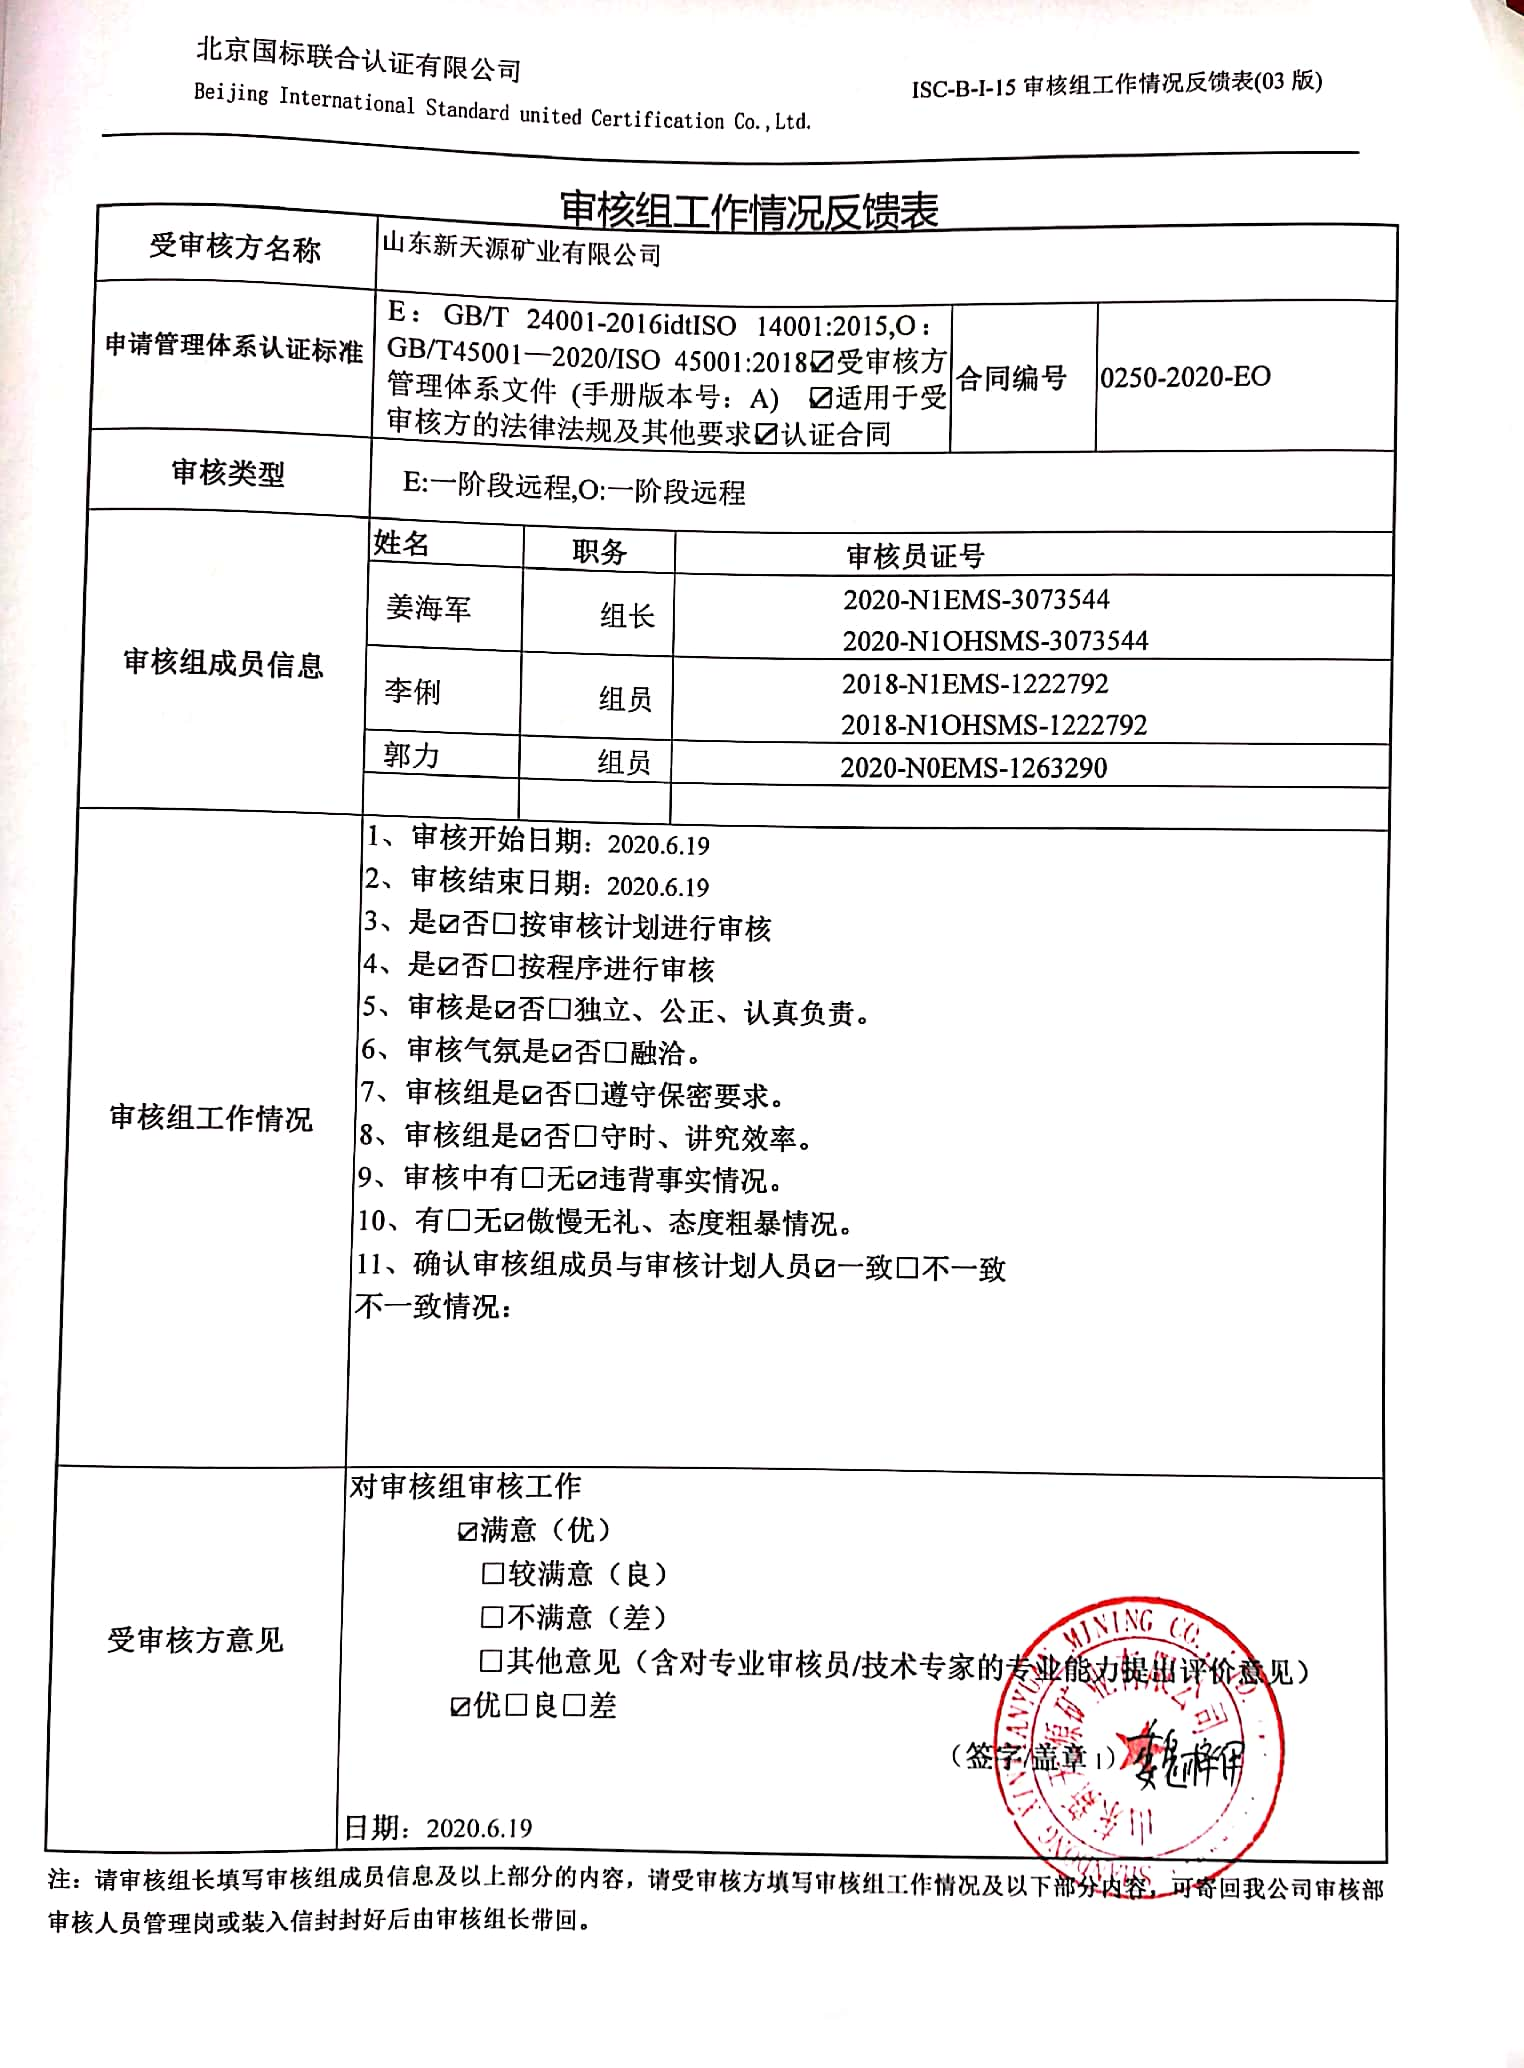 北京国标联合认证有限公司
Beijing International Standard united Certification Co.,Ltd.
ISC-B-I-15 审核组工作情况反馈表(03 版)
审核组工作情况反馈表
受审核方名称
山东新天源矿业有限公司
申请管理体系认证标准
E： GB/T 24001-2016idtISO 14001:2015,O：
GB/T45001—2020/ISO 45001:2018☑受审核方
管理体系文件 (手册版本号：A) ☑适用于受
审核方的法律法规及其他要求☑认证合同
合同编号
0250-2020-EO
审核类型
E:一阶段远程,O:一阶段远程
审核组成员信息
姓名 职务 审核员证号
姜海军 组长 2020-N1EMS-3073544
2020-N1OHSMS-3073544
李俐 组员 2018-N1EMS-1222792
2018-N1OHSMS-1222792
郭力 组员 2020-N0EMS-1263290
审核组工作情况
1、审核开始日期：2020.6.19
2、审核结束日期：2020.6.19
3、是☑否□按审核计划进行审核
4、是☑否□按程序进行审核
5、审核是☑否□独立、公正、认真负责。
6、审核气氛是☑否□融洽。
7、审核组是☑否□遵守保密要求。
8、审核组是☑否□守时、讲究效率。
9、审核中有□无☑违背事实情况。
10、有□无☑傲慢无礼、态度粗暴情况。
11、确认审核组成员与审核计划人员☑一致□不一致
不一致情况：
受审核方意见
对审核组审核工作
☑满意（优）
□较满意（良）
□不满意（差）
□其他意见（含对专业审核员/技术专家的专业能力提出评价意见）
☑优□良□差
（签字/盖章）
SHANDONG XINTIANYUAN MINING CO.,LTD.
山东新天源矿业有限公司
日期：2020.6.19
注：请审核组长填写审核组成员信息及以上部分的内容，请受审核方填写审核组工作情况及以下部分内容，可寄回我公司审核部
审核人员管理岗或装入信封封好后由审核组长带回。